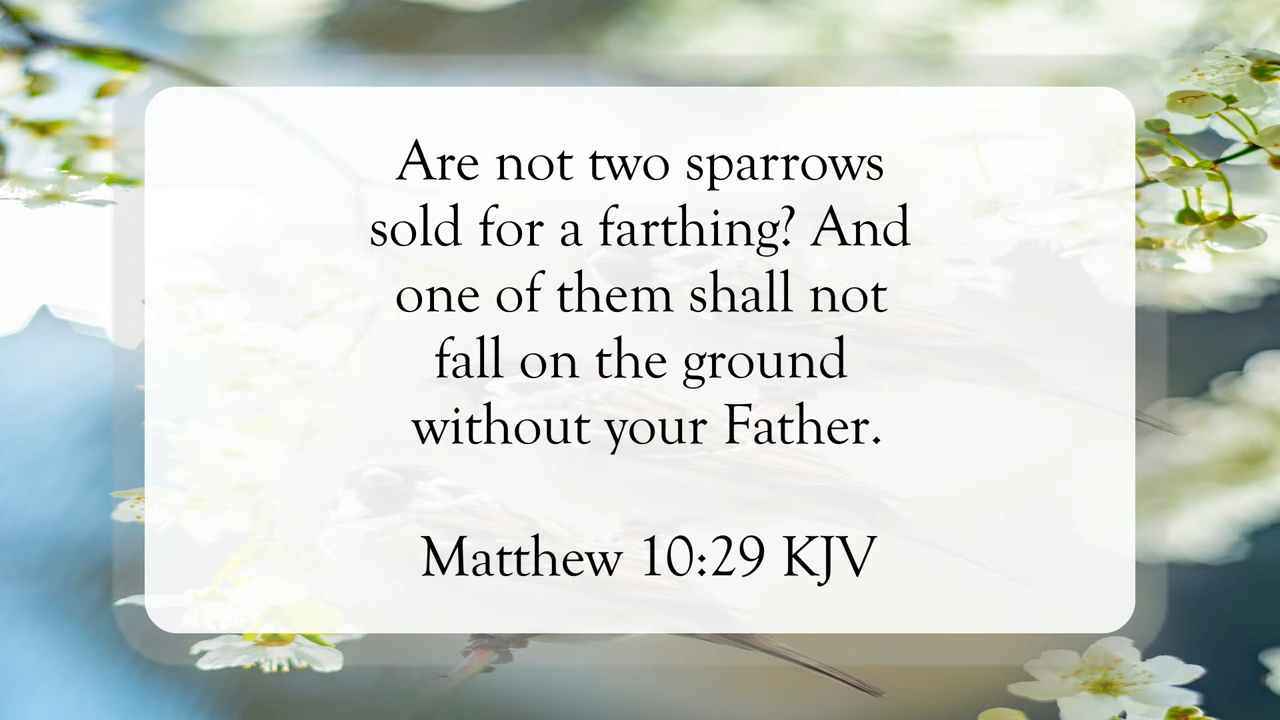 Are not two sparrows
sold for a farthing? And
one of them shall not
fall on the ground
without your Father.
Matthew 10:29 KJV